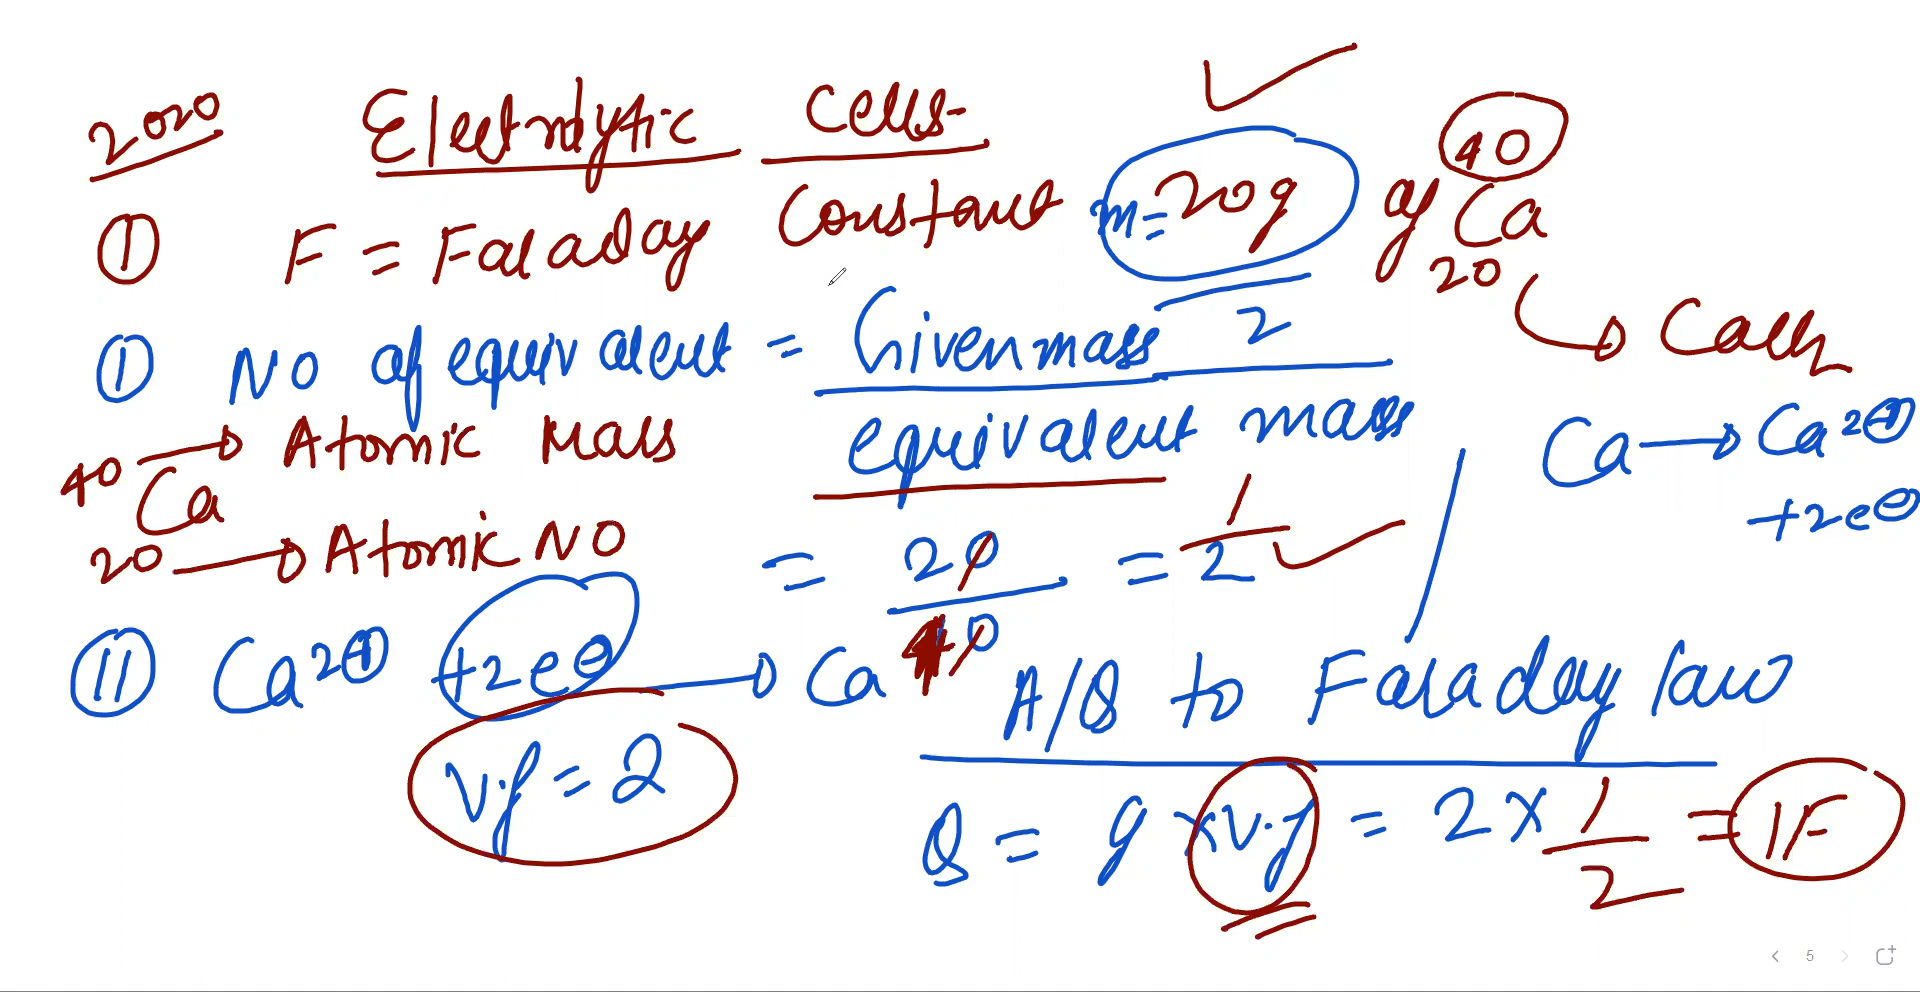 2020 Electrolytic Cells-
① F = Faraday Constant m = 20g of 40 Ca 20
① No of equivalent = Given mass 2
equivalent mass
40 Ca 20 → Atomic Mass
→ Atomic NO
Ca → Ca2⊕
+2e⊖
= 20 / 40 = 1 / 2
② Ca2⊕ +2e⊖ → Ca
A/Q to Faraday law
v.f = 2
Q = g × v.f = 2 × 1 / 2 = 1F
5